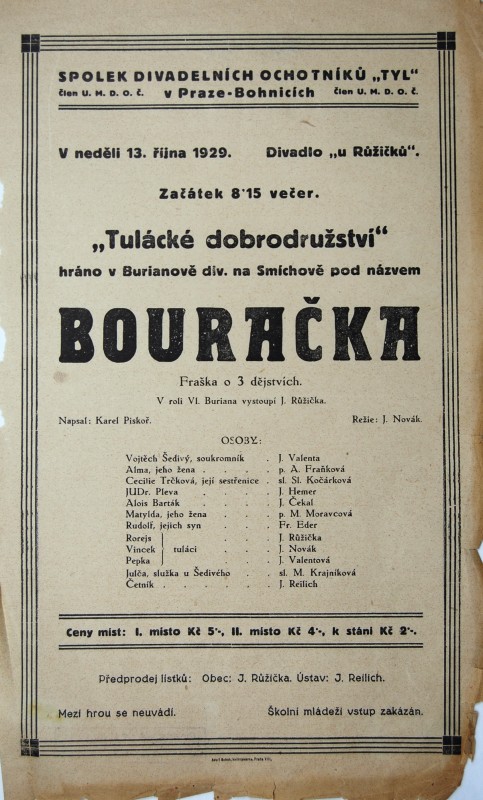 SPOLEK DIVADELNÍCH OCHOTNÍKŮ „TYL“
člen U. M. D. O. Č. v Praze-Bohnicích člen U. M. D. O. Č.
V neděli 13. října 1929. Divadlo „u Růžičků“.
Začátek 8˙15 večer.
„Tulácké dobrodružství“
hráno v Burianově div. na Smíchově pod názvem
BOURAČKA
Fraška o 3 dějstvích.
V roli Vl. Buriana vystoupí J. Růžička.
Napsal: Karel Piskoř. Režie: J. Novák.
OSOBY:
Vojtěch Šedivý, soukromník . J. Valenta
Alma, jeho žena . . . . p. A. Fraňková
Cecilie Trčková, její sestřenice . sl. Sl. Kočárková
JUDr. Pleva . . . . J. Hemer
Alois Barták . . . . J. Čekal
Matylda, jeho žena . . . p. M. Moravcová
Rudolf, jejich syn . . . Fr. Eder
Rorejs . . . J. Růžička
Vincek tuláci . . . J. Novák
Pepka . . . J. Valentová
Julča, služka u Šedivého . . sl. M. Krajníková
Četník . . . . . . J. Reilich
Ceny míst: I. místo Kč 5˙-, II. místo Kč 4˙-, k stání Kč 2˙-.
Předprodej lístků: Obec: J. Růžička. Ústav: J. Reilich.
Mezi hrou se neuvádí. Školní mládeži vstup zakázán.